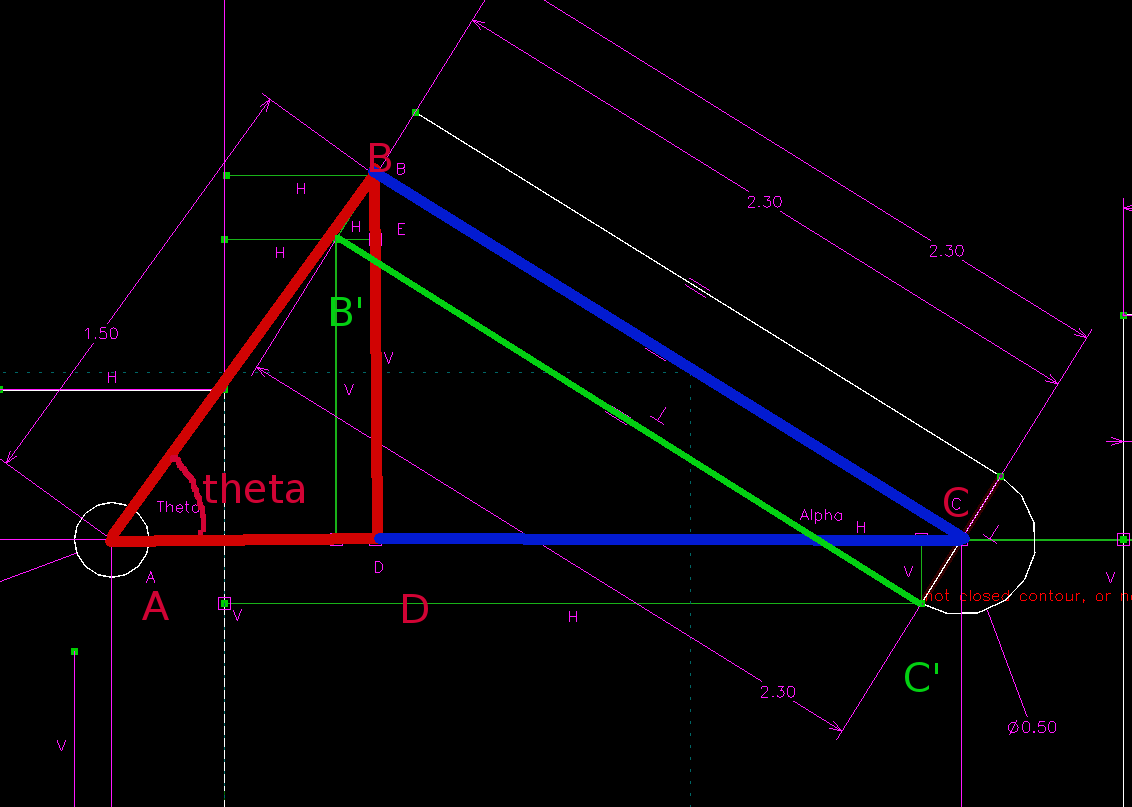 2.30
2.30
B
B
H
H
E
H
B'
1.50
V
H
V
theta
Theta
C
C
Alpha
H
A
D
V
V
A
D
V
H
not closed contour, or n
C'
2.30
Ø0.50
V